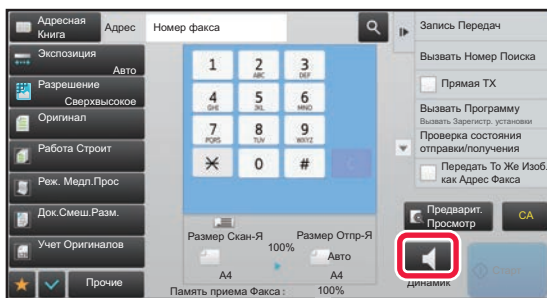 Адресная
Книга
Адрес
Номер факса
Экспозиция
Авто
Разрешение
Сверхвысокое
Оригинал
Работа Строит
Реж. Медл.Прос
Док.Смеш.Разм.
Учет Оригиналов
Прочие
1
2 ABC
3 DEF
4 GHI
5 JKL
6 MNO
7 PQRS
8 TUV
9 WXYZ
0
#
C
Размер Скан-Я
100%
Размер Отпр-Я
Авто
A4
A4
Память приема Факса : 100%
Запись Передач
Вызвать Номер Поиска
Прямая TX
Вызвать Программу
Вызвать Зарегистр. установки
Проверка состояния
отправки/получения
Передать То Же Изоб.
как Адрес Факса
Предварит.
Просмотр
CA
Динамик